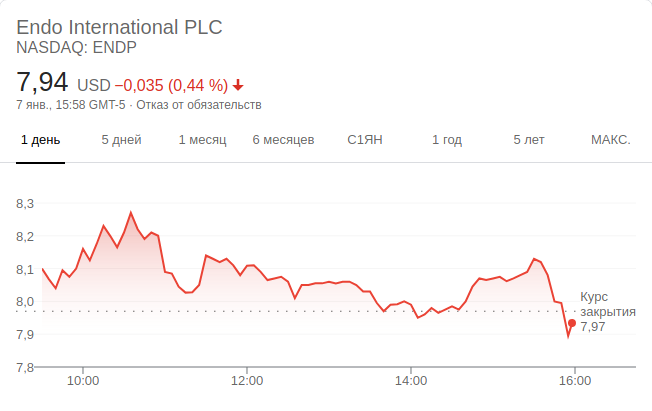 Endo International PLC
NASDAQ: ENDP
7,94 USD −0,035 (0,44 %)
7 янв., 15:58 GMT-5 · Отказ от обязательств
1 день 5 дней 1 месяц 6 месяцев С1ЯН 1 год 5 лет МАКС.
8,3
8,2
8,1
8,0
Курс
закрытия
7,97
7,9
7,8
10:00 12:00 14:00 16:00